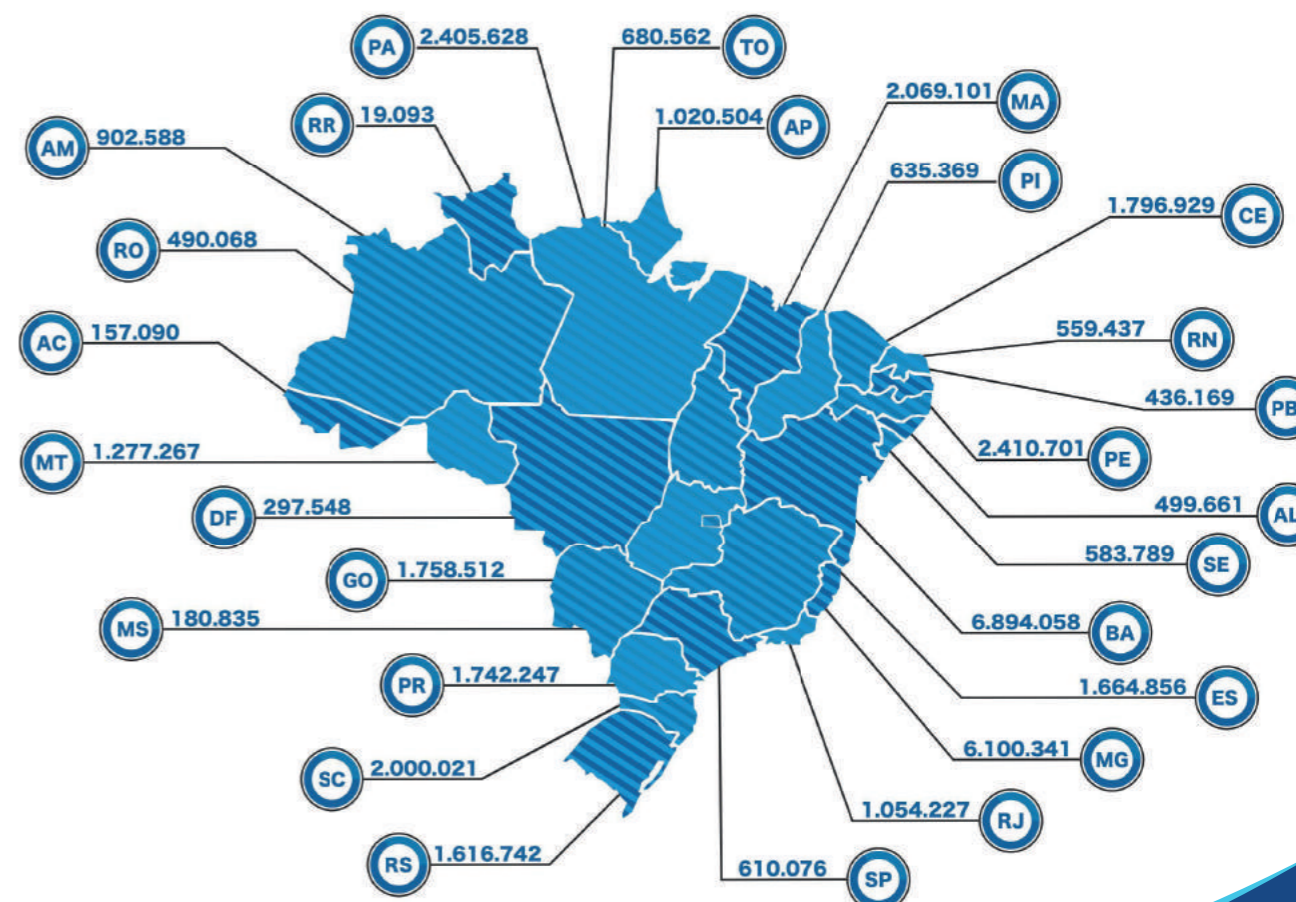 PA 2.405.628
680.562 TO
RR 19.093
1.020.504 AP
2.069.101 MA
AM 902.588
635.369 PI
1.796.929 CE
RO 490.068
AC 157.090
559.437 RN
436.169 PB
MT 1.277.267
2.410.701 PE
DF 297.548
499.661 AL
583.789 SE
GO 1.758.512
MS 180.835
6.894.058 BA
PR 1.742.247
1.664.856 ES
6.100.341 MG
SC 2.000.021
1.054.227 RJ
RS 1.616.742
610.076 SP